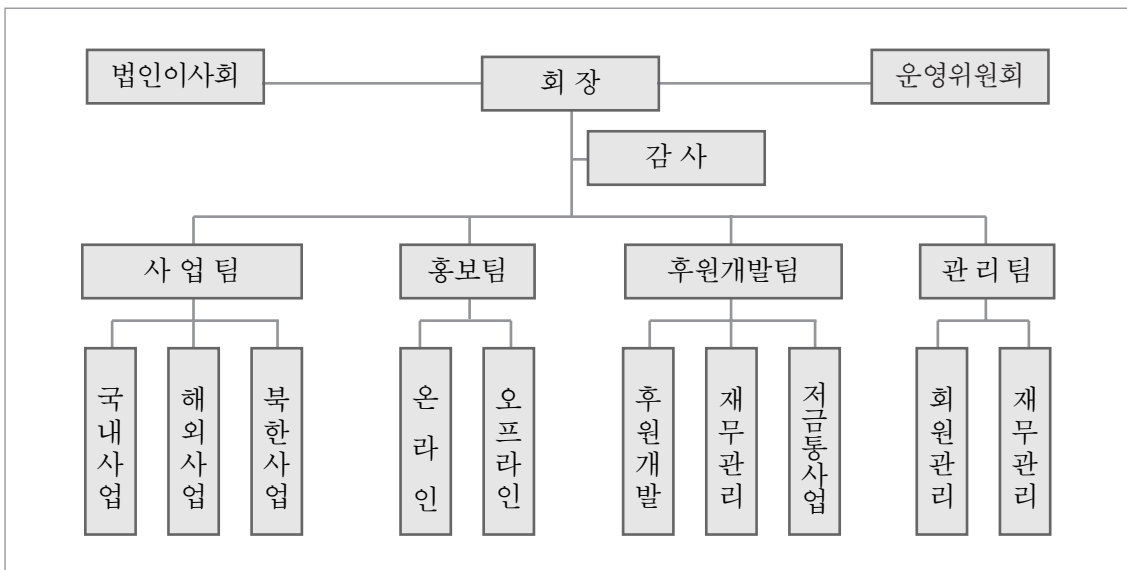 법인이사회
회 장
운영위원회
감 사
사 업 팀
홍보팀
후원개발팀
관 리 팀
국내사업
해외사업
북한사업
온 라 인
오프라인
후원개발
재무관리
저금통사업
회원관리
재무관리